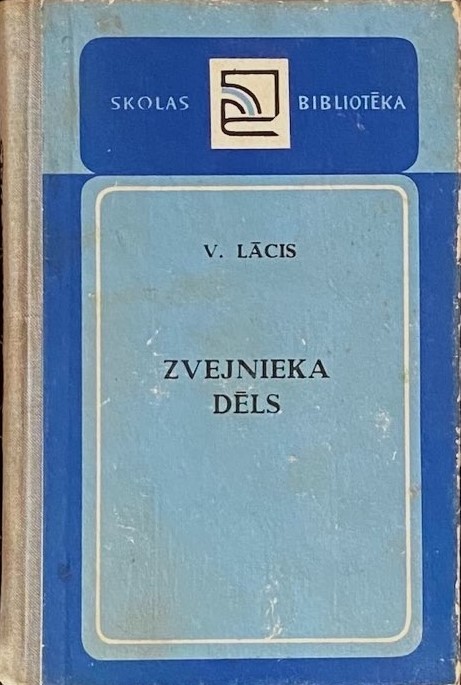 SKOLAS BIBLIOTĒKA
V. LĀCIS
ZVEJNIEKA
DĒLS